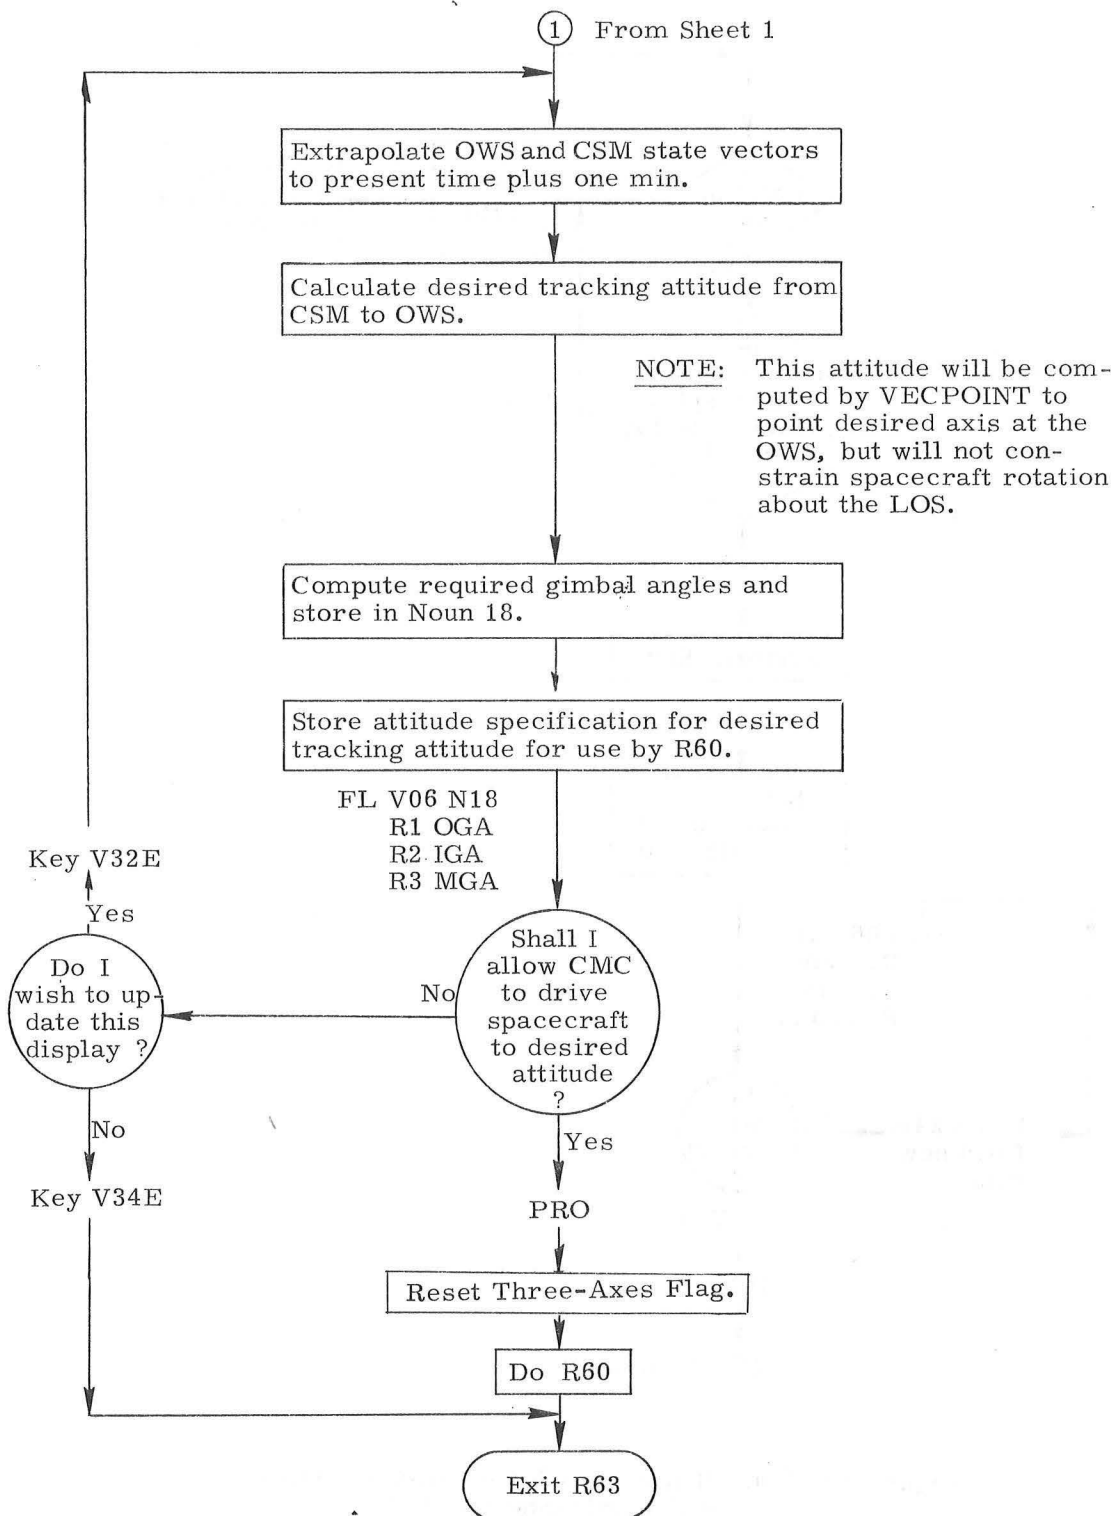 1 From Sheet 1
Extrapolate OWS and CSM state vectors
to present time plus one min.
Calculate desired tracking attitude from
CSM to OWS.
NOTE: This attitude will be com-
puted by VECPOINT to
point desired axis at the
OWS, but will not con-
strain spacecraft rotation
about the LOS.
Compute required gimbal angles and
store in Noun 18.
Store attitude specification for desired
tracking attitude for use by R60.
FL V06 N18
R1 OGA
R2 IGA
R3 MGA
Key V32E
Yes
Do I
wish to up-
date this
display ?
No
Shall I
allow CMC
to drive
spacecraft
to desired
attitude
?
No
Key V34E
Yes
PRO
Reset Three-Axes Flag.
Do R60
Exit R63